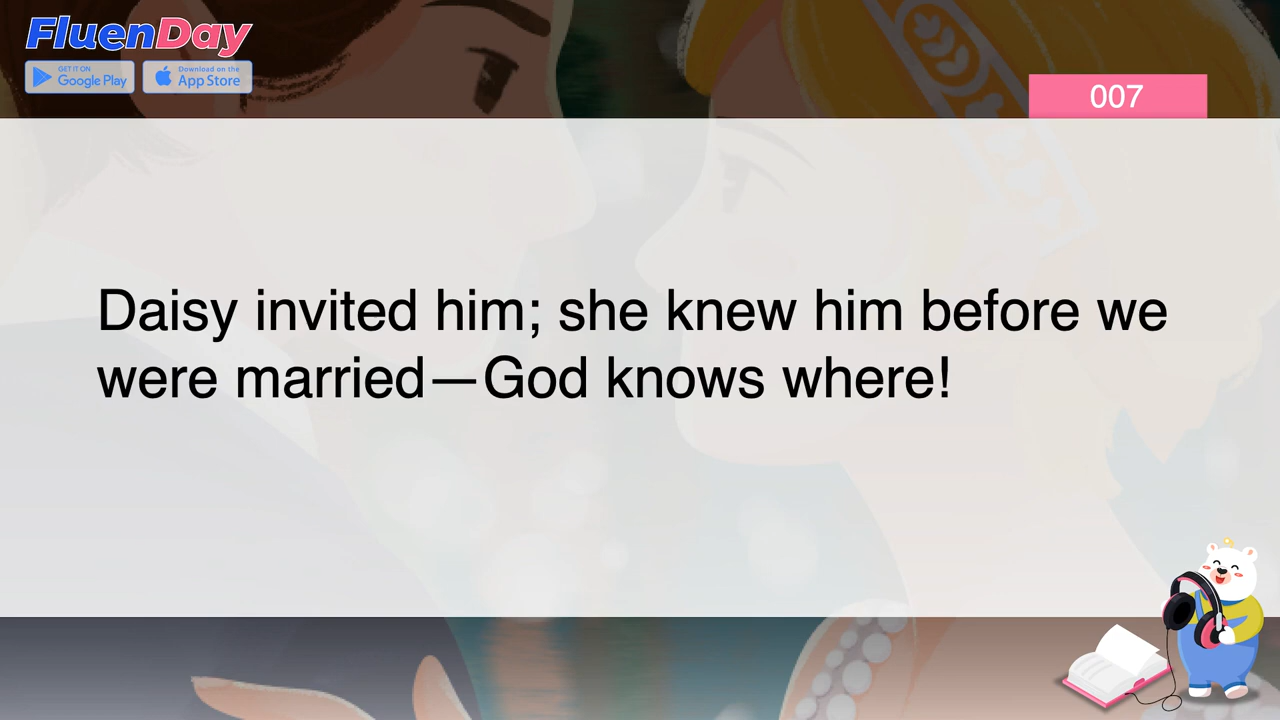 FluenDay
GET IT ON
Google Play
Download on the
App Store
007
Daisy invited him; she knew him before we
were married—God knows where!